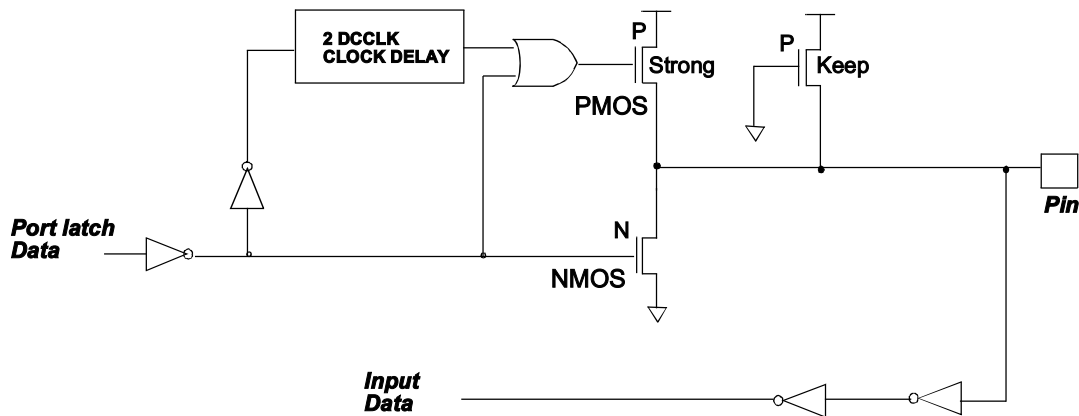 2 DCCLK
CLOCK DELAY
P
Strong
PMOS
P
Keep
Pin
Port latch
Data
N
NMOS
Input
Data